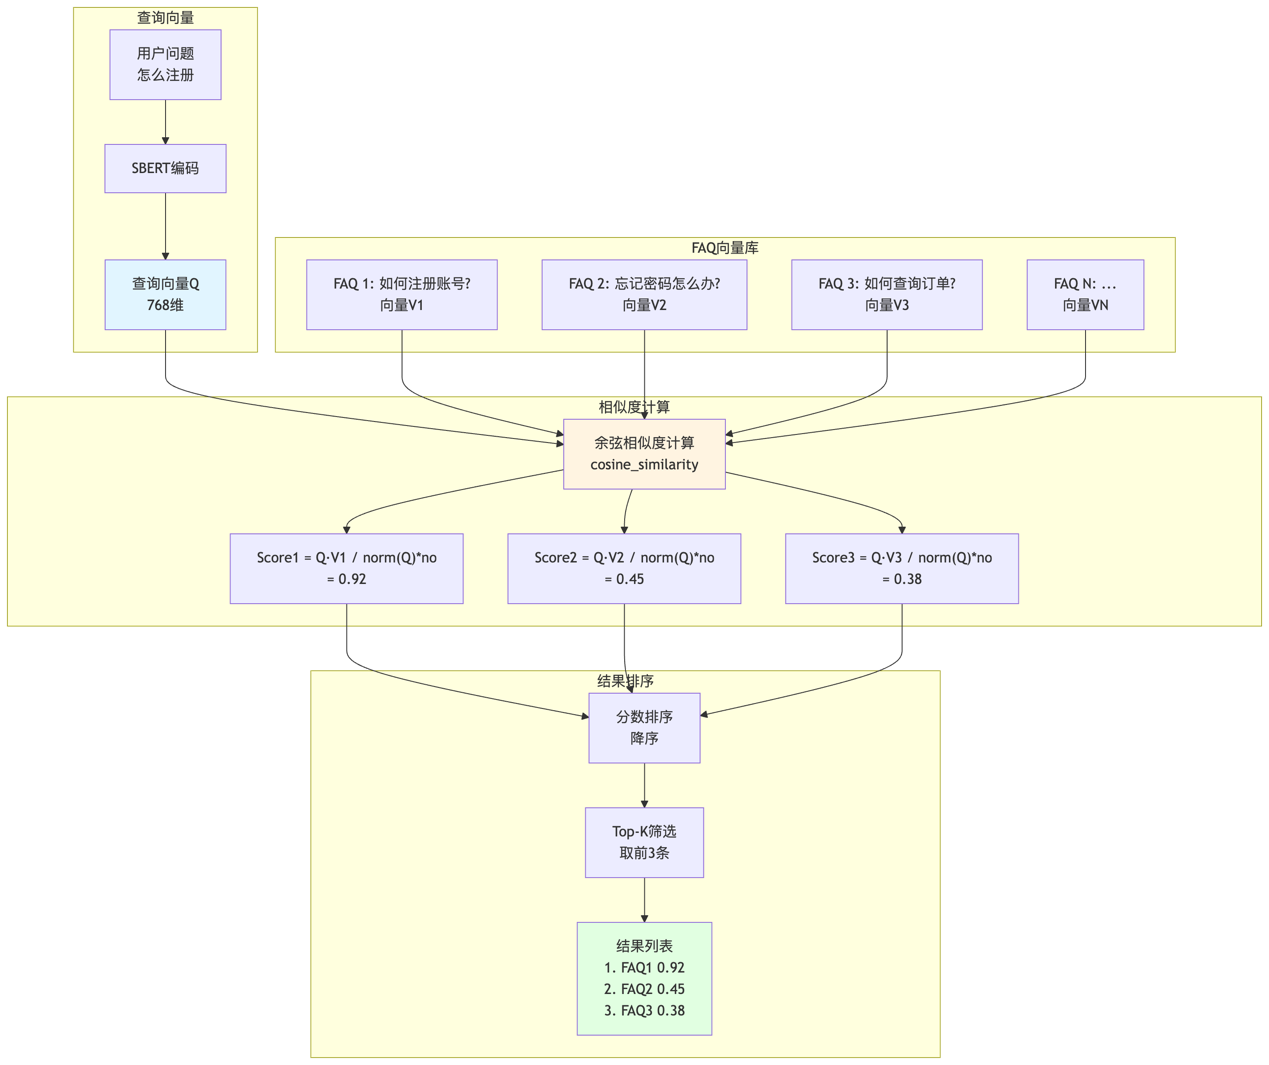 查询向量
用户问题
怎么注册
SBERT编码
查询向量Q
768维
FAQ向量库
FAQ 1: 如何注册账号?
向量V1
FAQ 2: 忘记密码怎么办?
向量V2
FAQ 3: 如何查询订单?
向量V3
FAQ N: ...
向量VN
相似度计算
余弦相似度计算
cosine_similarity
Score1 = Q·V1 / norm(Q)*no
= 0.92
Score2 = Q·V2 / norm(Q)*no
= 0.45
Score3 = Q·V3 / norm(Q)*no
= 0.38
结果排序
分数排序
降序
Top-K筛选
取前3条
结果列表
1. FAQ1 0.92
2. FAQ2 0.45
3. FAQ3 0.38